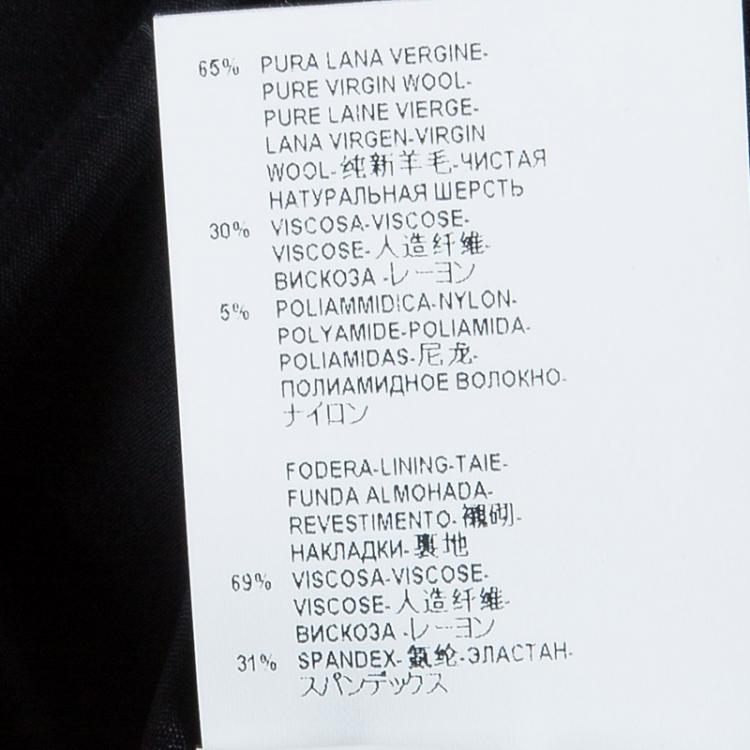 65% PURA LANA VERGINE-
PURE VIRGIN WOOL-
PURE LAINE VIERGE-
LANA VIRGEN-VIRGIN
WOOL-纯新羊毛-ЧИСТАЯ
НАТУРАЛЬНАЯ ШЕРСТЬ
30% VISCOSA-VISCOSE-
VISCOSE-人造纤维-
ВИСКОЗА -レーヨン
5% POLIAMMIDICA-NYLON-
POLYAMIDE-POLIAMIDA-
POLIAMIDAS-尼龙-
ПОЛИАМИДНОЕ ВОЛОКНО-
ナイロン
FODERA-LINING-TAIE-
FUNDA ALMOHADA-
REVESTIMENTO-
НАКЛАДКИ-裏地
69% VISCOSA-VISCOSE-
VISCOSE-人造纤维-
ВИСКОЗА -レーヨン
31% SPANDEX-氨纶-ЭЛАСТАН-
スパンデックス